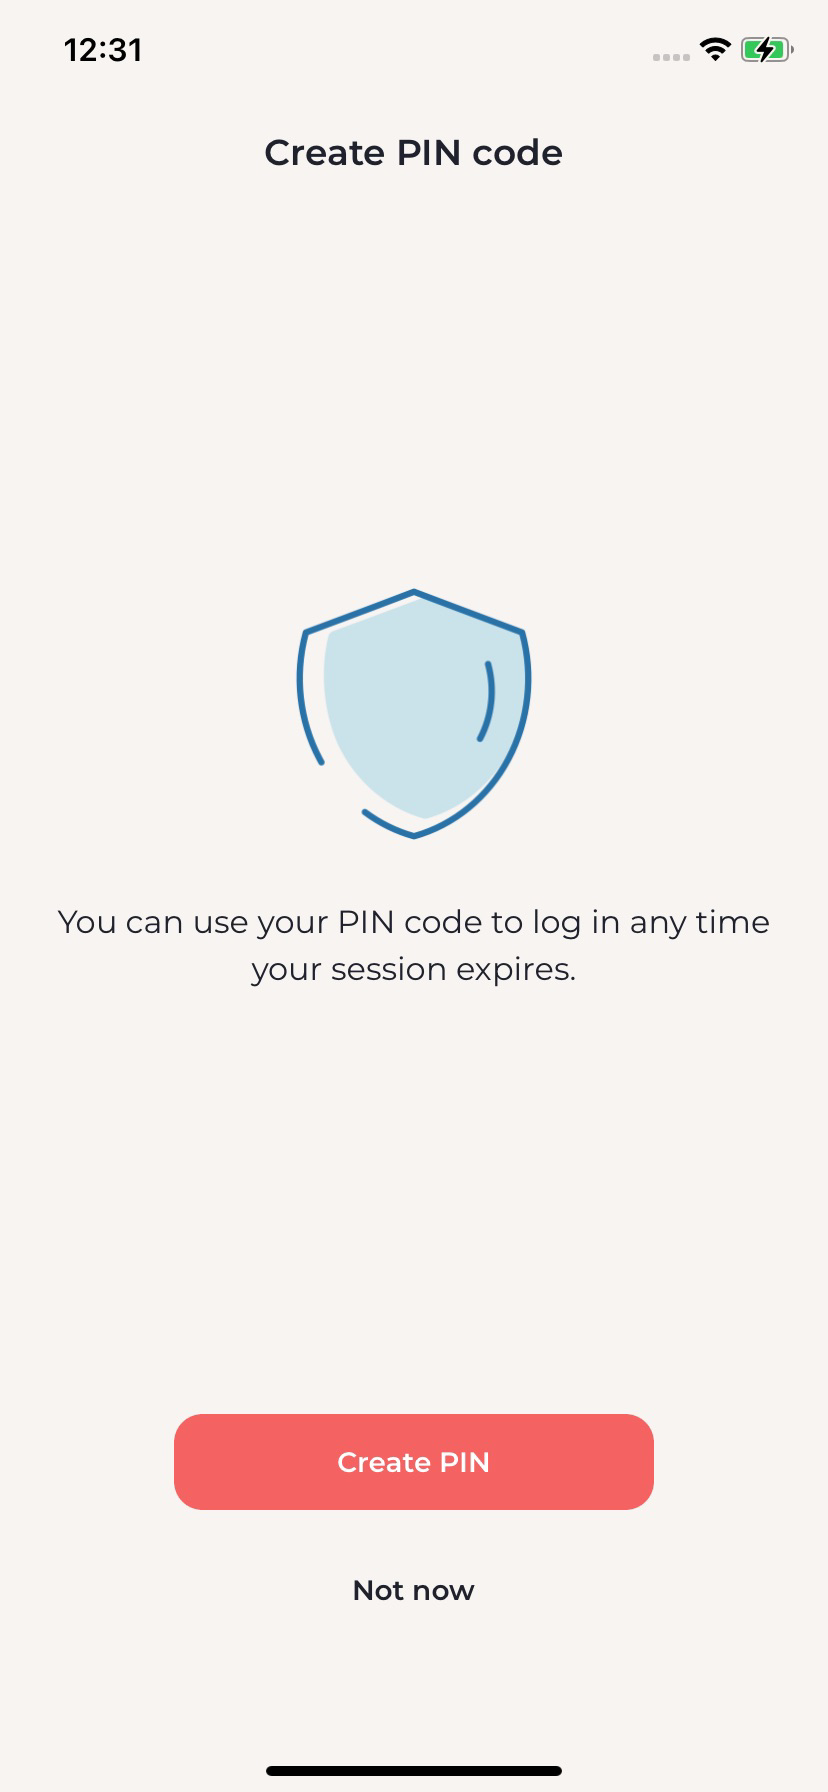 12:31
Create PIN code
You can use your PIN code to log in any time
your session expires.
Create PIN
Not now